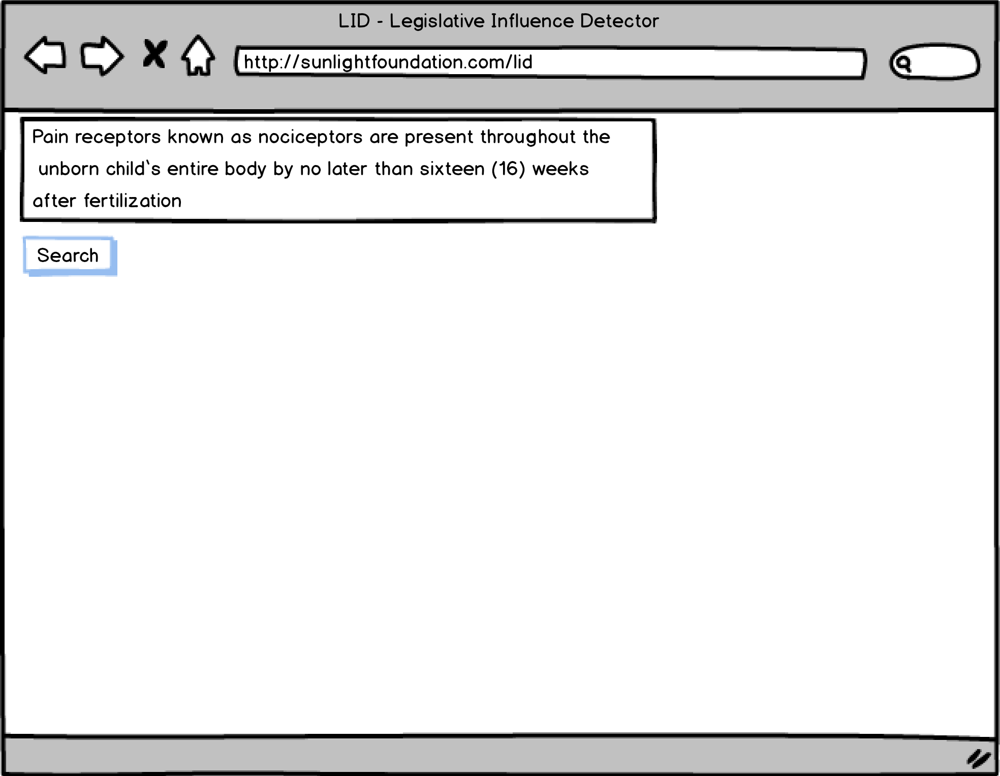 LID - Legislative Influence Detector
http://sunlightfoundation.com/lid
Pain receptors known as nociceptors are present throughout the
unborn child`s entire body by no later than sixteen (16) weeks
after fertilization
Search